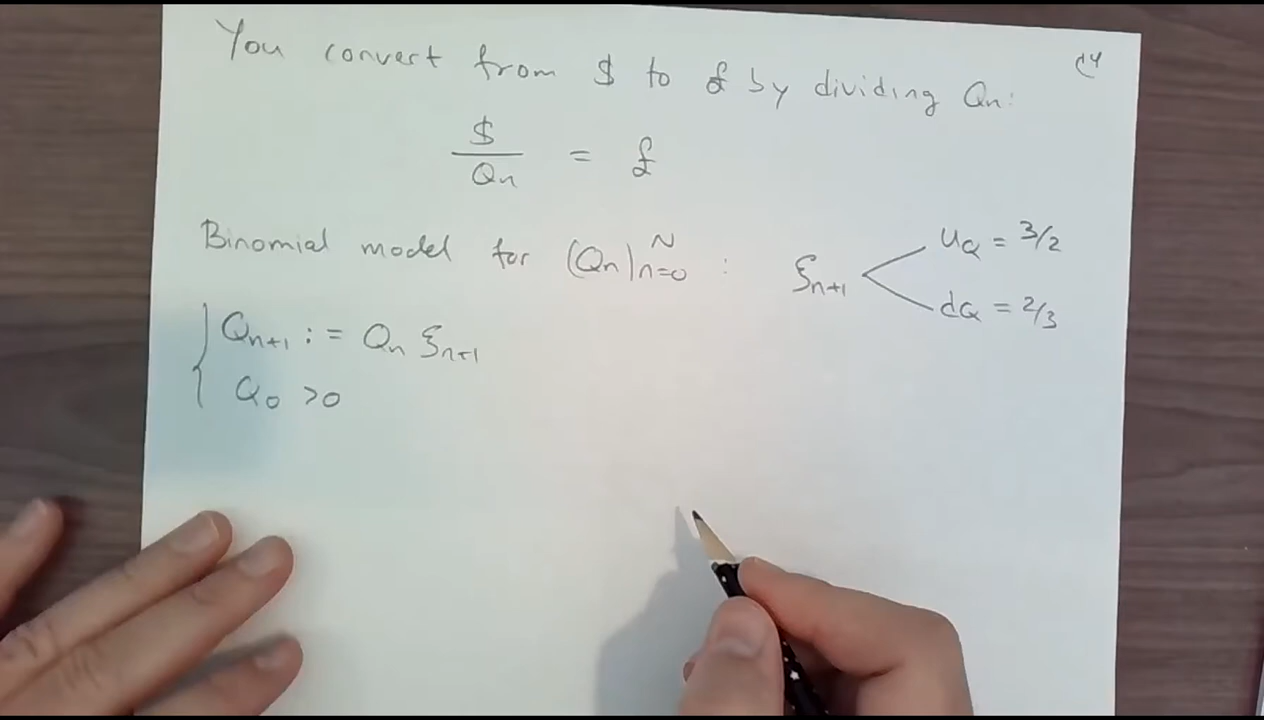 You convert from $ to £ by dividing Qn:
$ / Qn = £
Binomial model for (Qn)_{n=0}^{N} : ξn+1 < uQ = 3/2
dQ = 2/3
{ Qn+1 := Qn ξn+1
Q0 >0